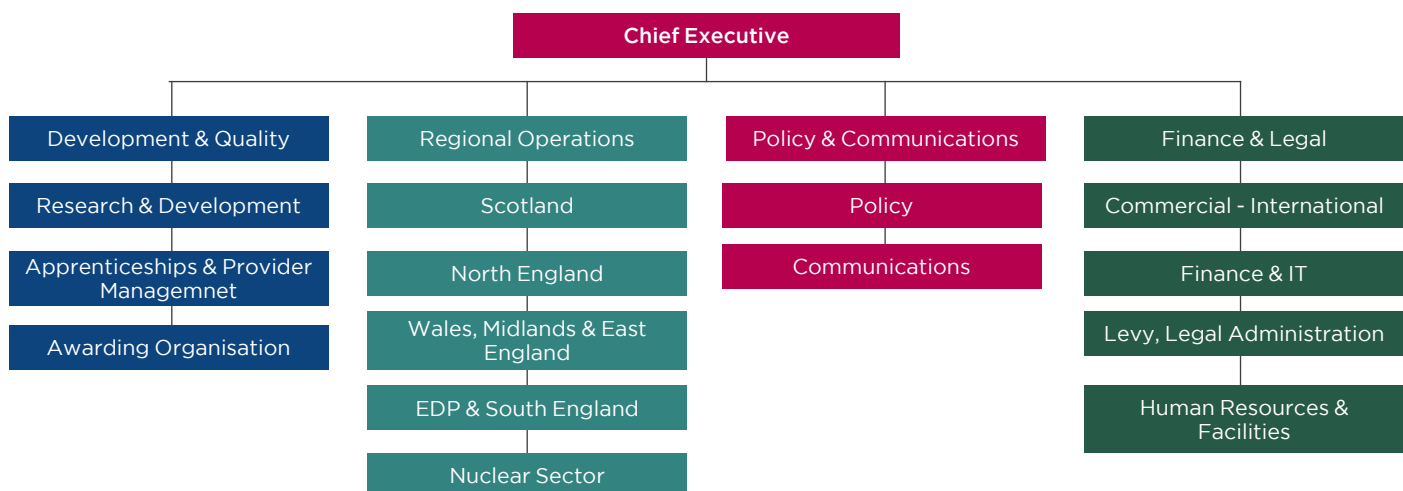 Chief Executive
Development & Quality
Research & Development
Apprenticeships & Provider
Managemnet
Awarding Organisation
Regional Operations
Scotland
North England
Wales, Midlands & East
England
EDP & South England
Nuclear Sector
Policy & Communications
Policy
Communications
Finance & Legal
Commercial - International
Finance & IT
Levy, Legal Administration
Human Resources &
Facilities